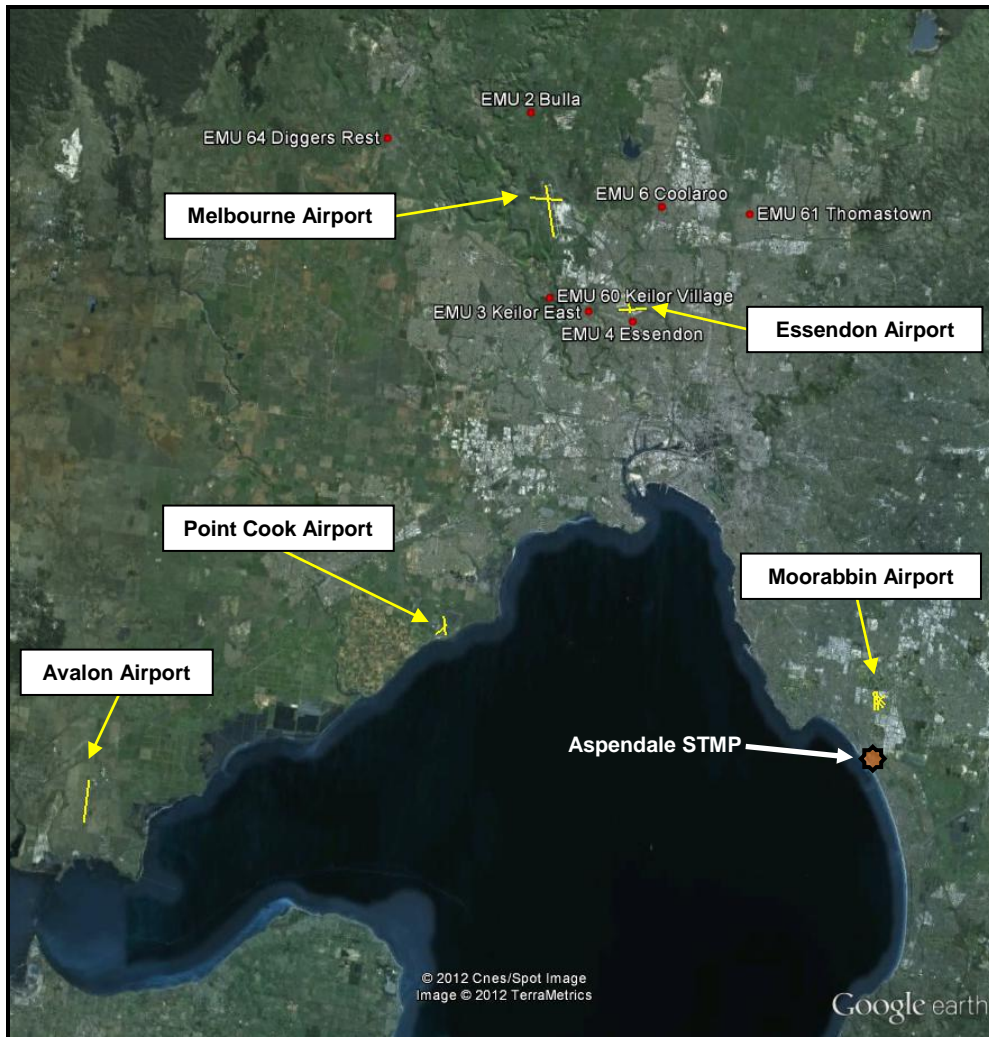 EMU 2 Bulla
EMU 64 Diggers Rest
Melbourne Airport
EMU 6 Coolaroo
EMU 61 Thomastown
EMU 60 Keilor Village
EMU 3 Keilor East
EMU 4 Essendon
Essendon Airport
Point Cook Airport
Moorabbin Airport
Avalon Airport
Aspendale STMP
© 2012 Cnes/Spot Image
Image © 2012 TerraMetrics
Google earth